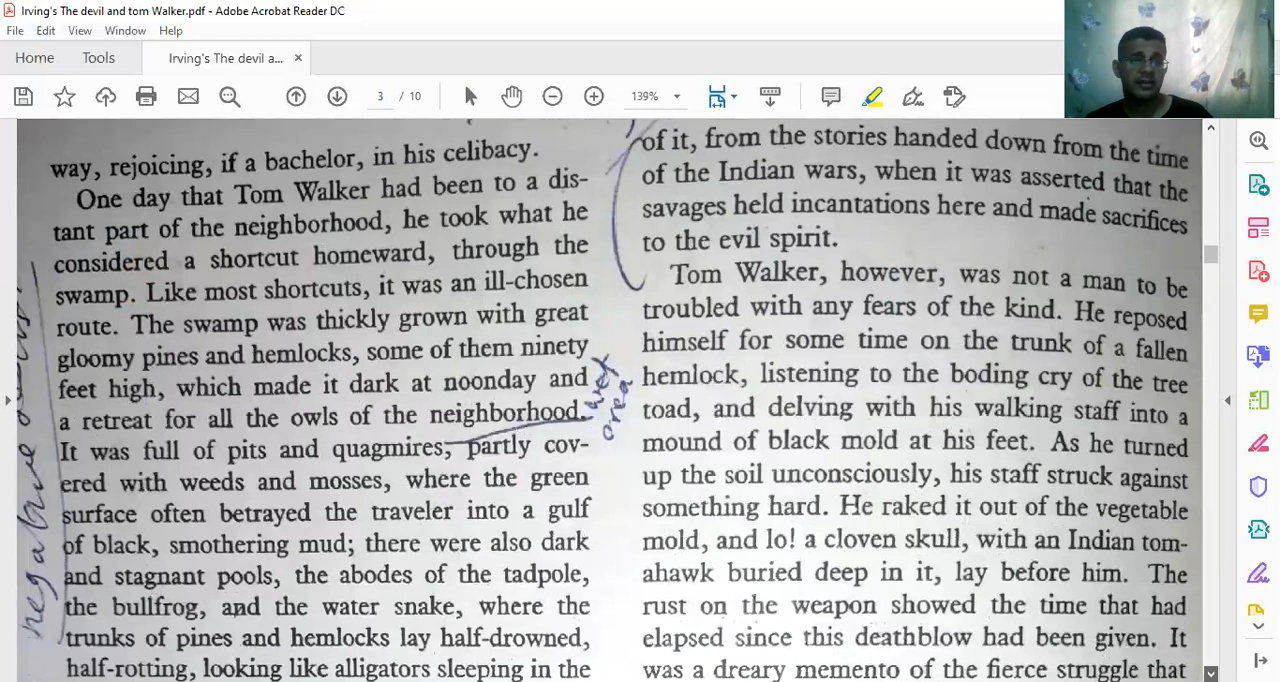 Irving's The devil and tom Walker.pdf - Adobe Acrobat Reader DC
File Edit View Window Help
Home Tools Irving's The devil a... ×
3 / 10 139%
way, rejoicing, if a bachelor, in his celibacy.
One day that Tom Walker had been to a dis-
tant part of the neighborhood, he took what he
considered a shortcut homeward, through the
swamp. Like most shortcuts, it was an ill-chosen
route. The swamp was thickly grown with great
gloomy pines and hemlocks, some of them ninety
feet high, which made it dark at noonday and
a retreat for all the owls of the neighborhood.
It was full of pits and quagmires, partly cov-
ered with weeds and mosses, where the green
surface often betrayed the traveler into a gulf
of black, smothering mud; there were also dark
and stagnant pools, the abodes of the tadpole,
the bullfrog, and the water snake, where the
trunks of pines and hemlocks lay half-drowned,
half-rotting, looking like alligators sleeping in the
negative
wet
area
of it, from the stories handed down from the time
of the Indian wars, when it was asserted that the
savages held incantations here and made sacrifices
to the evil spirit.
Tom Walker, however, was not a man to be
troubled with any fears of the kind. He reposed
himself for some time on the trunk of a fallen
hemlock, listening to the boding cry of the tree
toad, and delving with his walking staff into a
mound of black mold at his feet. As he turned
up the soil unconsciously, his staff struck against
something hard. He raked it out of the vegetable
mold, and lo! a cloven skull, with an Indian tom-
ahawk buried deep in it, lay before him. The
rust on the weapon showed the time that had
elapsed since this deathblow had been given. It
was a dreary memento of the fierce struggle that